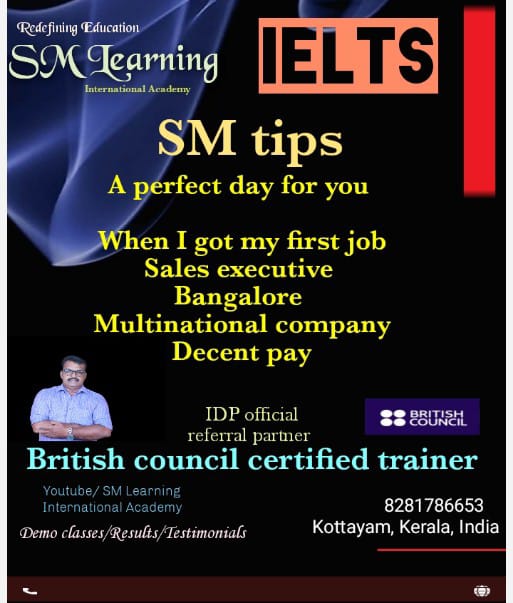 Redefining Education
SM Learning
International Academy
IELTS
SM tips
A perfect day for you
When I got my first job
Sales executive
Bangalore
Multinational company
Decent pay
IDP official
referral partner
BRITISH
COUNCIL
British council certified trainer
Youtube/ SM Learning
International Academy
Demo classes/Results/Testimonials
8281786653
Kottayam, Kerala, India